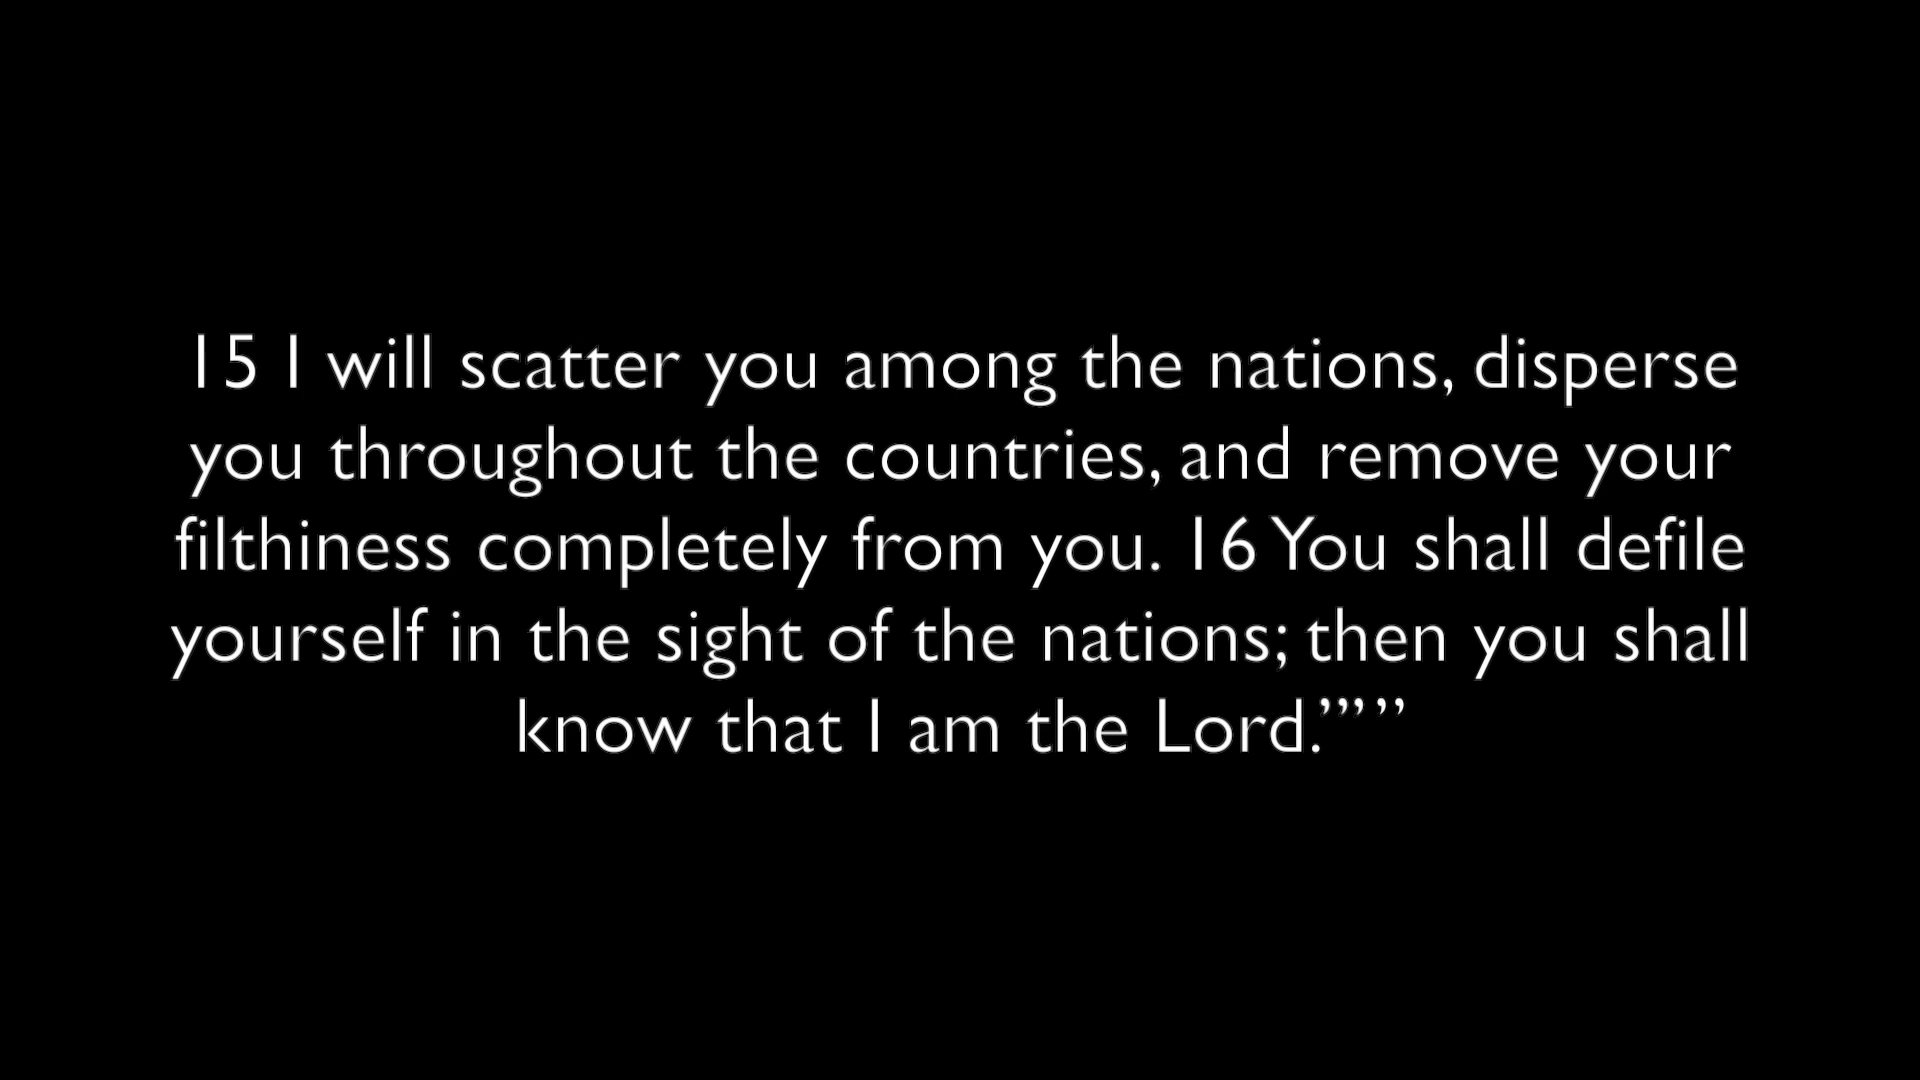 15 I will scatter you among the nations, disperse
you throughout the countries, and remove your
filthiness completely from you. 16 You shall defile
yourself in the sight of the nations; then you shall
know that I am the Lord.’”’”